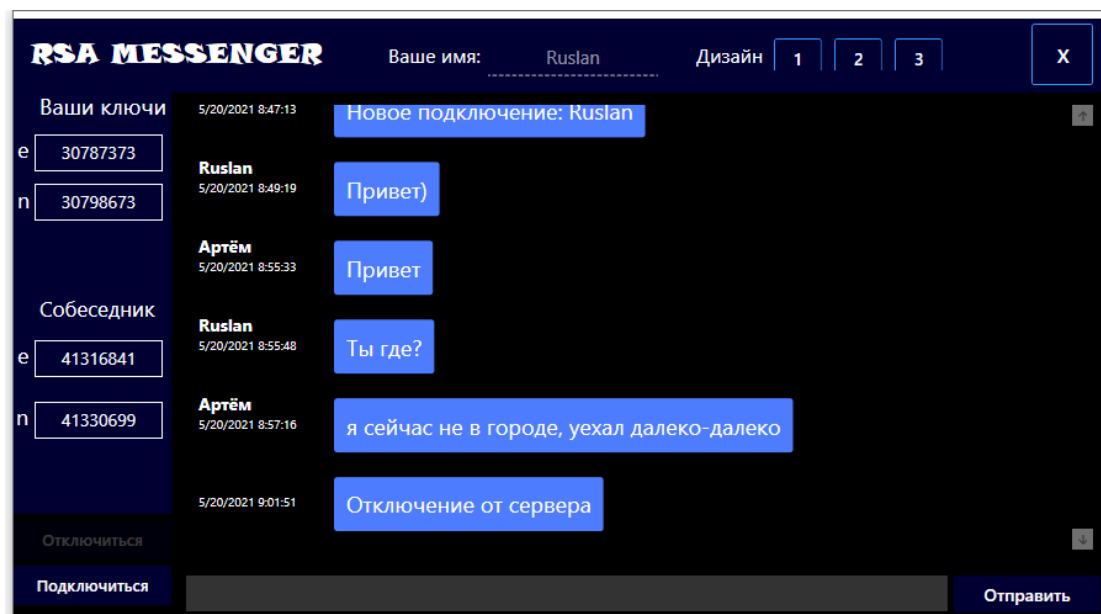 RSA MESSENGER
Ваше имя: Ruslan
Дизайн 1 2 3
X
Ваши ключи
e 30787373
n 30798673
Собеседник
e 41316841
n 41330699
Отключиться
Подключиться
5/20/2021 8:47:13
Новое подключение: Ruslan
Ruslan
5/20/2021 8:49:19
Привет)
Артём
5/20/2021 8:55:33
Привет
Ruslan
5/20/2021 8:55:48
Ты где?
Артём
5/20/2021 8:57:16
я сейчас не в городе, уехал далеко-далеко
5/20/2021 9:01:51
Отключение от сервера
Отправить